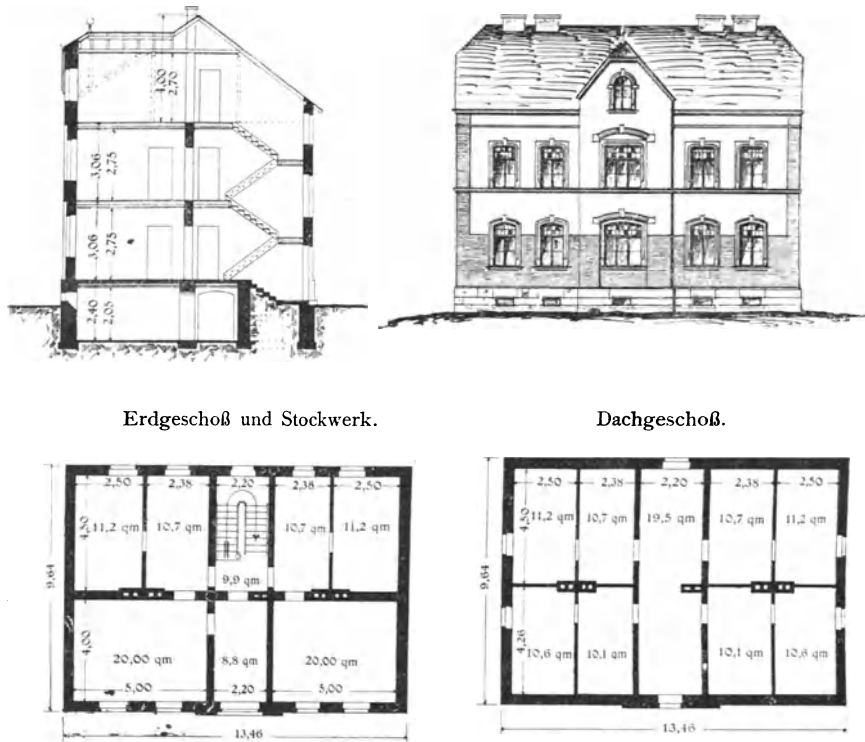 4,00
2,70
3,06
2,75
3,06
2,75
2,40
2,05
Erdgeschoß und Stockwerk.
Dachgeschoß.
2,50 2,38 2,20 2,38 2,50
4,50
11,2 qm 10,7 qm 10,7 qm 11,2 qm
9,9 qm
9,64
4,00
20,00 qm 8,8 qm 20,00 qm
5,00 2,20 5,00
13,46
2,50 2,38 2,20 2,38 2,50
4,50
11,2 qm 10,7 qm 19,5 qm 10,7 qm 11,2 qm
9,64
4,26
10,6 qm 10,1 qm 10,1 qm 10,6 qm
13,46